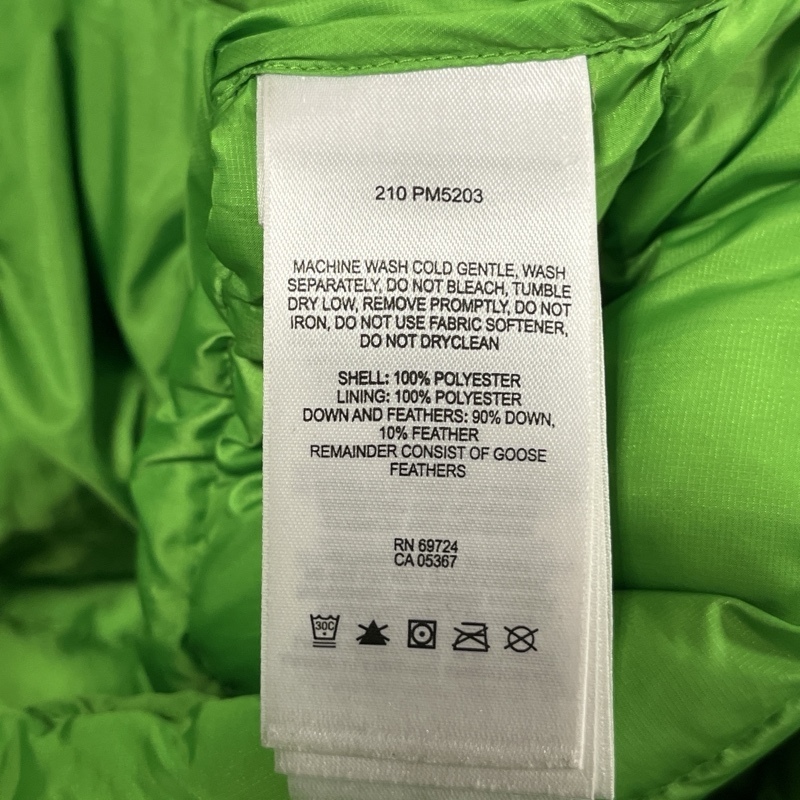 210 PM5203
MACHINE WASH COLD GENTLE, WASH
SEPARATELY, DO NOT BLEACH, TUMBLE
DRY LOW, REMOVE PROMPTLY, DO NOT
IRON, DO NOT USE FABRIC SOFTENER,
DO NOT DRYCLEAN
SHELL: 100% POLYESTER
LINING: 100% POLYESTER
DOWN AND FEATHERS: 90% DOWN,
10% FEATHER
REMAINDER CONSIST OF GOOSE
FEATHERS
RN 69724
CA 05367
30C